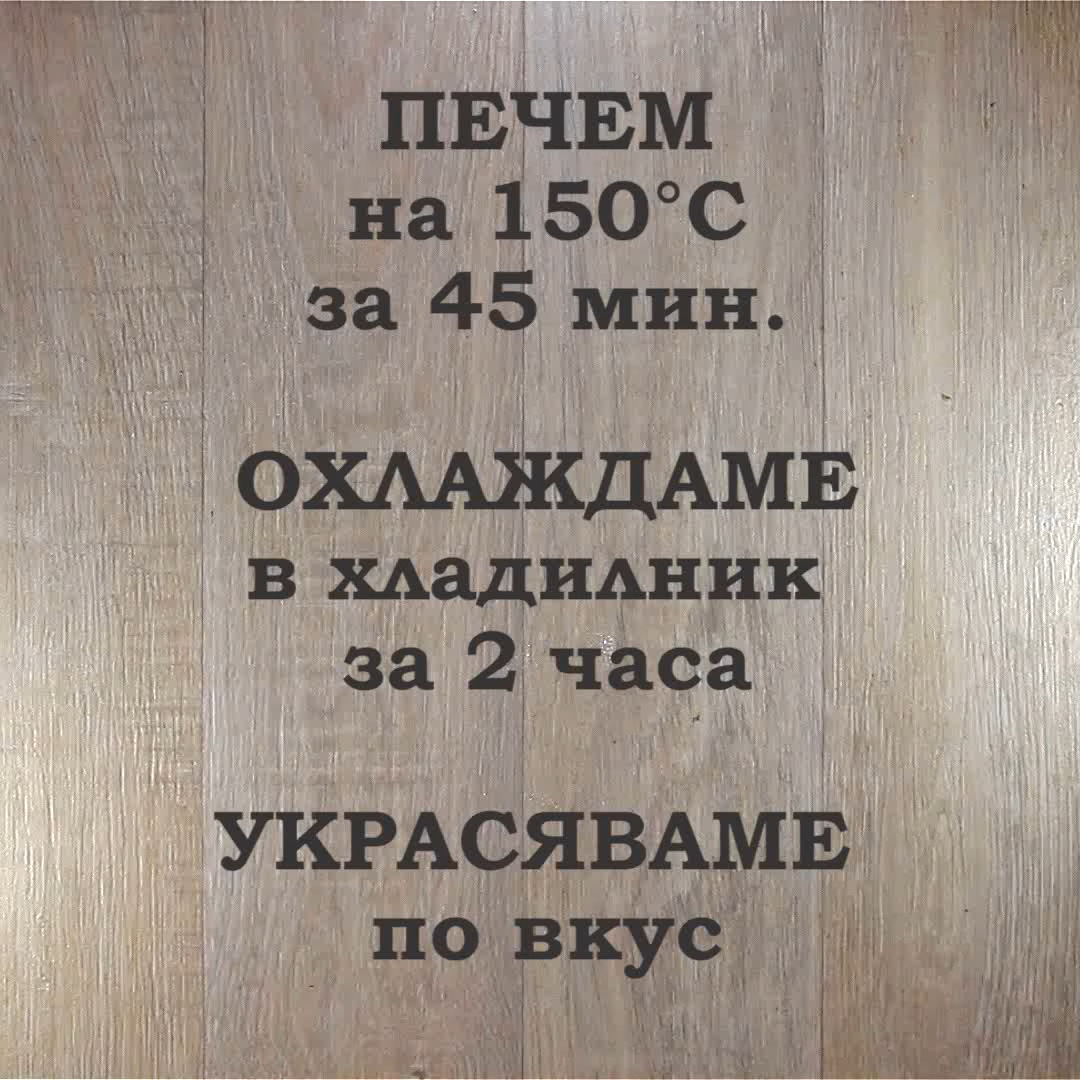 ПЕЧЕМ
на 150°C
за 45 мин.
ОХЛАЖДАМЕ
в хладилник
за 2 часа
УКРАСЯВАМЕ
по вкус